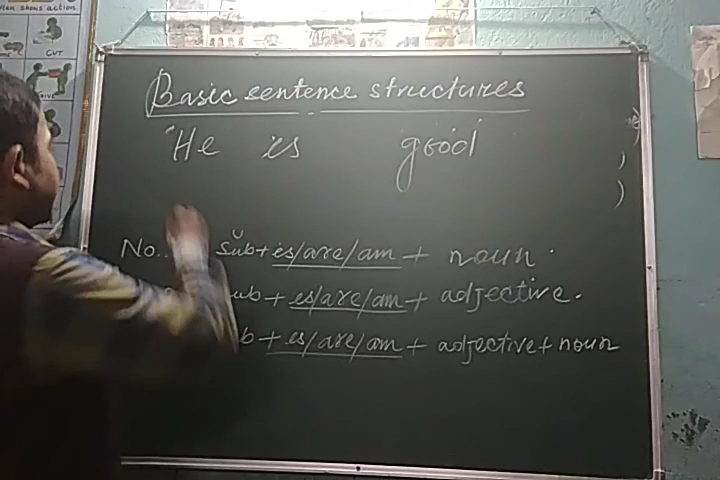 Basic sentence structures
He is good
No.. Sub + is/are/am + noun.
ub + is/are/am + adjective.
b + is/are/am + adjective + noun
CUT